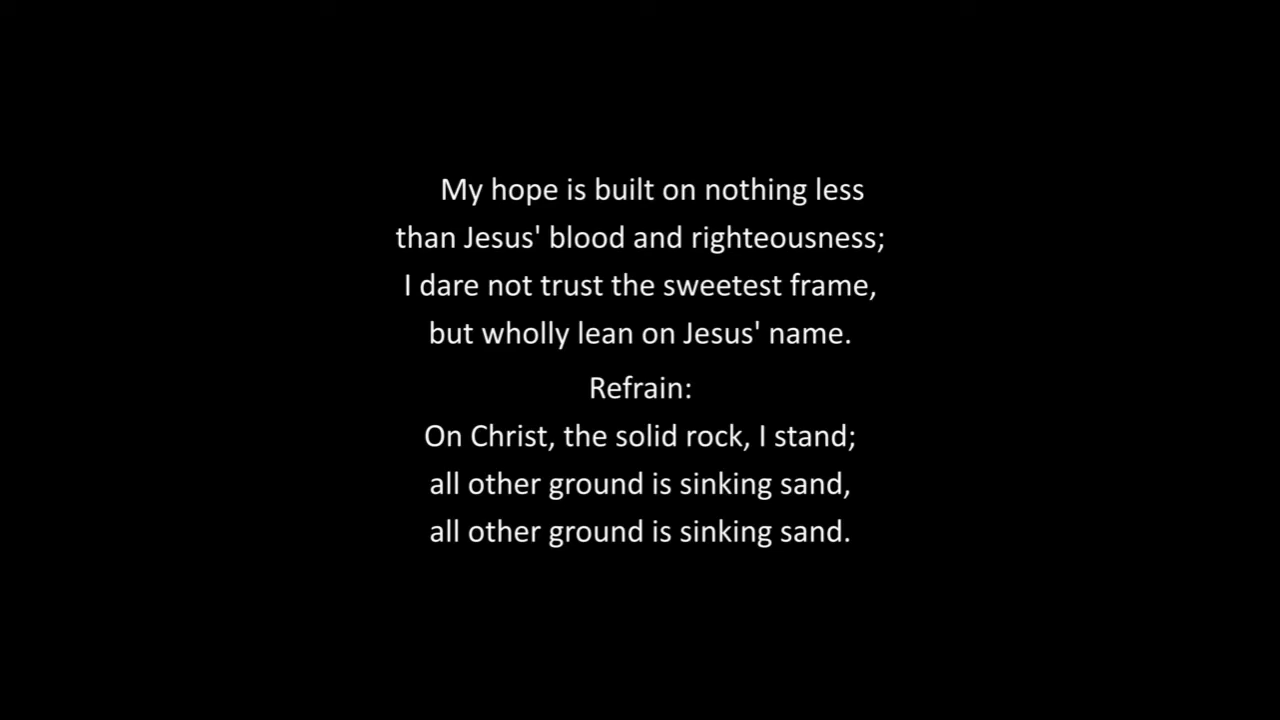 My hope is built on nothing less
than Jesus' blood and righteousness;
I dare not trust the sweetest frame,
but wholly lean on Jesus' name.
Refrain:
On Christ, the solid rock, I stand;
all other ground is sinking sand,
all other ground is sinking sand.